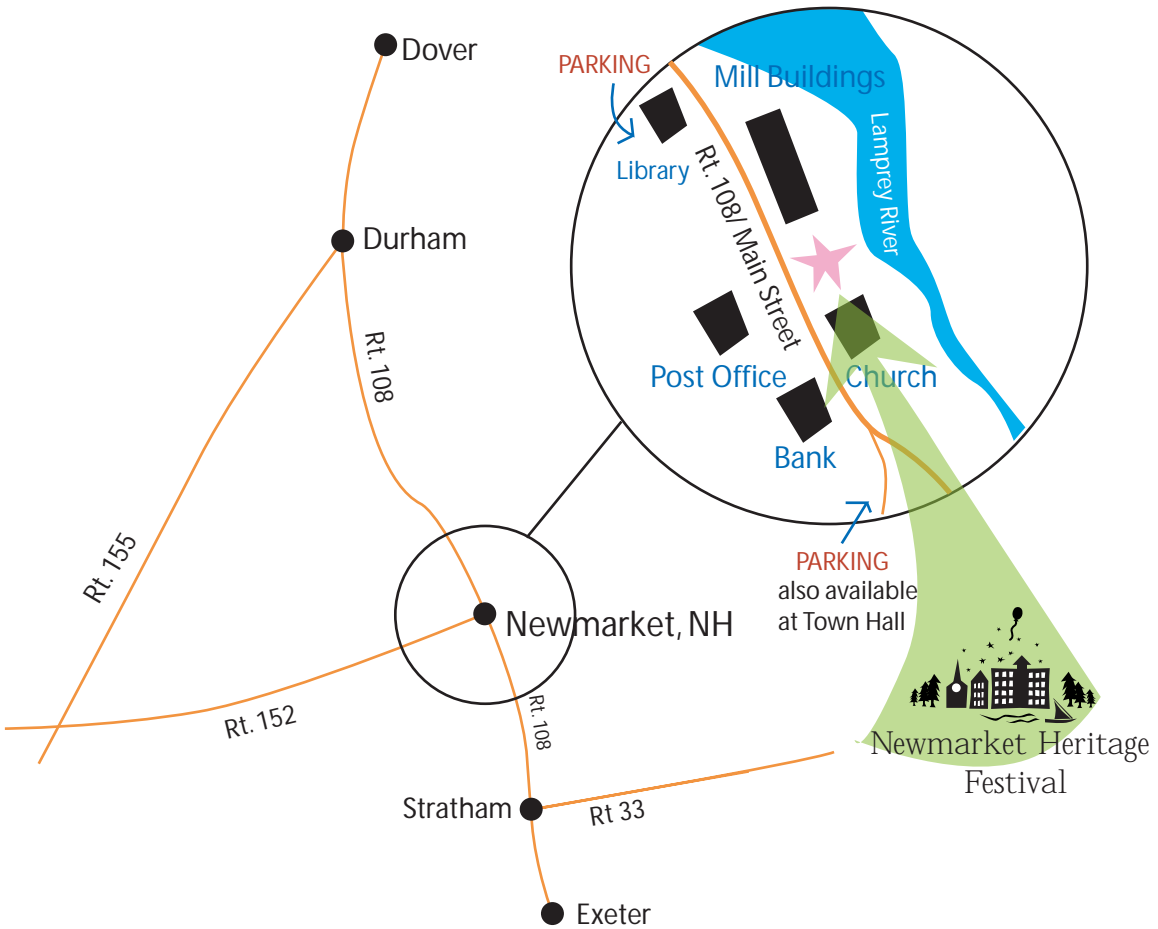 Dover
PARKING
Mill Buildings
Library
Lamprey River
Rt. 108/ Main Street
Durham
Rt. 108
Post Office
Church
Bank
Rt. 155
PARKING
also available
at Town Hall
Newmarket, NH
Rt. 152
Rt. 108
Newmarket Heritage
Festival
Stratham
Rt 33
Exeter